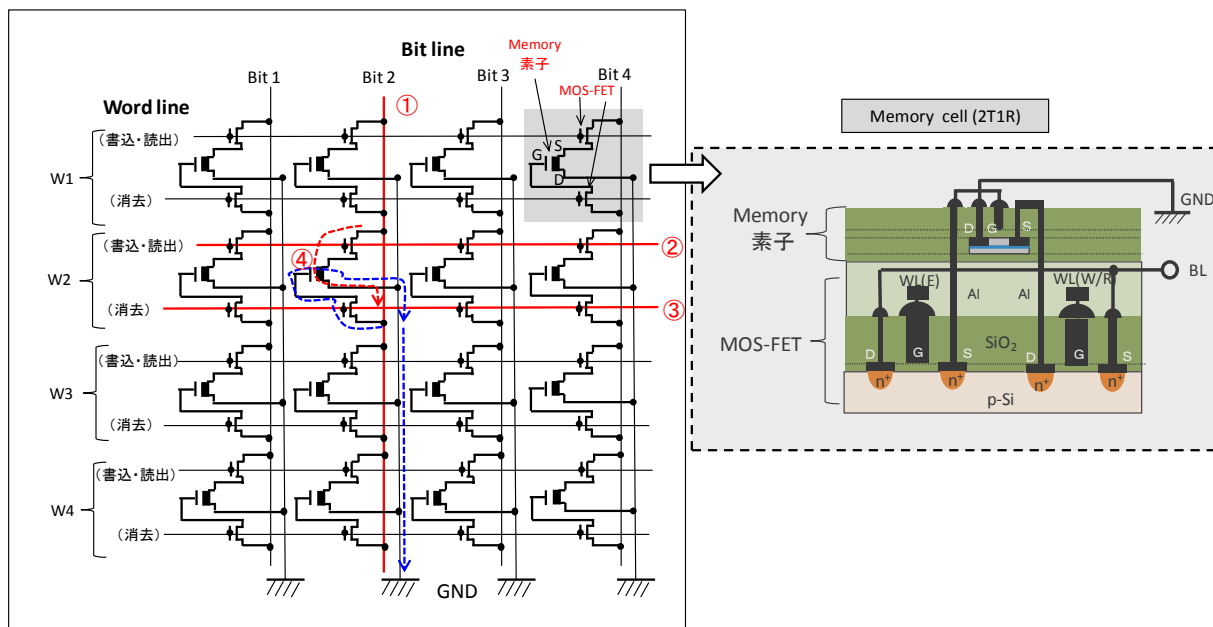 Bit line
Memory
素子
Bit 1
Bit 2
Bit 3
Bit 4
①
MOS-FET
Word line
(書込・読出)
W1
G
S
D
(消去)
(書込・読出)
②
④
W2
(消去)
③
(書込・読出)
W3
(消去)
(書込・読出)
W4
(消去)
GND
Memory cell (2T1R)
GND
Memory
素子
D
G
S
BL
WL(E)
WL(W/R)
Al
Al
MOS-FET
SiO2
D
G
S
D
G
S
n+
n+
n+
n+
p-Si